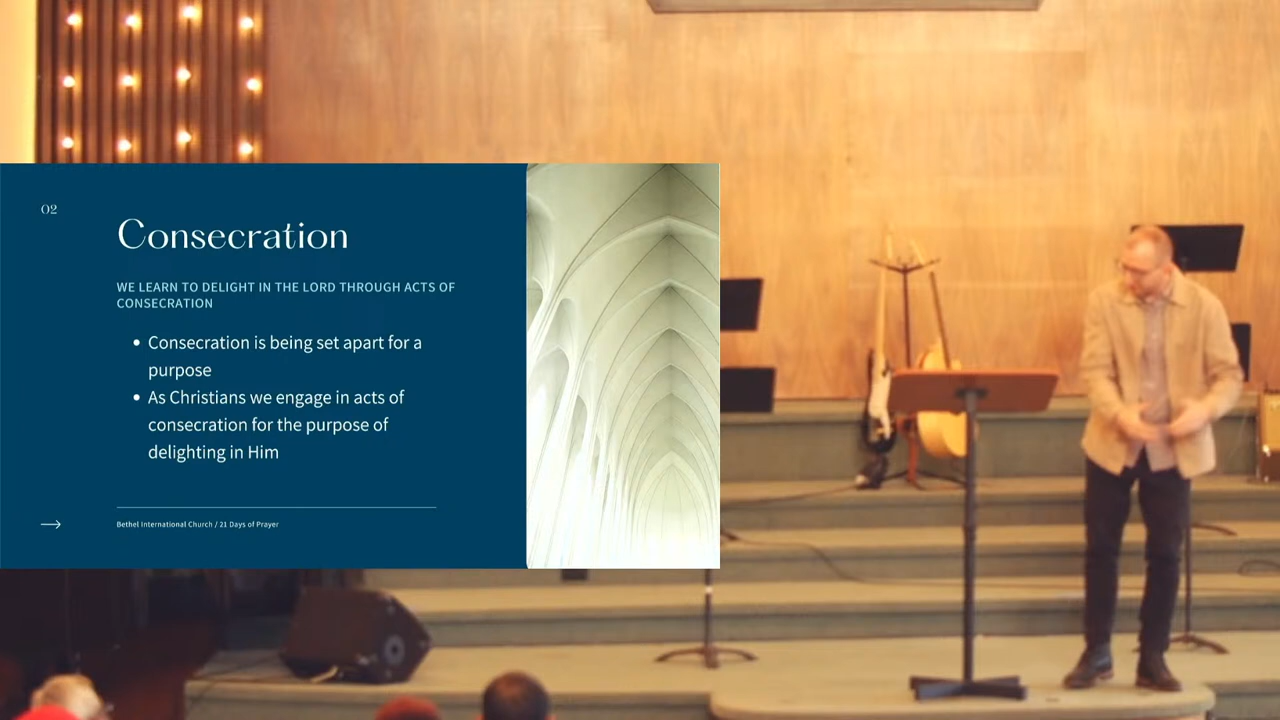 02
Consecration
WE LEARN TO DELIGHT IN THE LORD THROUGH ACTS OF
CONSECRATION
• Consecration is being set apart for a
purpose
• As Christians we engage in acts of
consecration for the purpose of
delighting in Him
Bethel International Church / 21 Days of Prayer